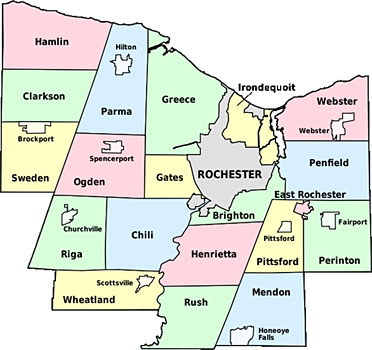 Hamlin
Hilton
Irondequoit
Clarkson
Greece
Webster
Parma
Webster
Brockport
Spencerport
Penfield
Sweden
Ogden
Gates
ROCHESTER
East Rochester
Churchville
Brighton
Fairport
Chili
Pittsford
Riga
Henrietta
Pittsford
Perinton
Scottsville
Wheatland
Rush
Mendon
Honeoye
Falls